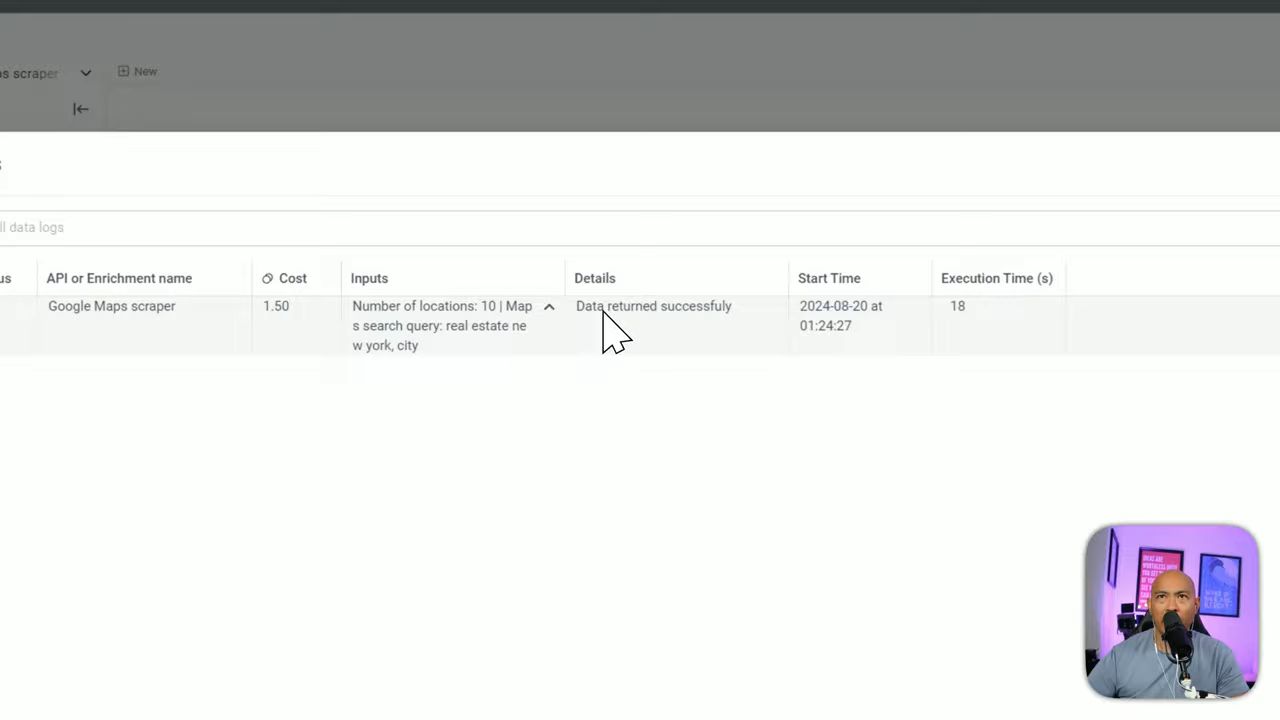 ps scraper
New
s
ll data logs
us API or Enrichment name Cost Inputs Details Start Time Execution Time (s)
Google Maps scraper 1.50 Number of locations: 10 | Map Data returned successfuly 2024-08-20 at 18
s search query: real estate ne 01:24:27
w york, city